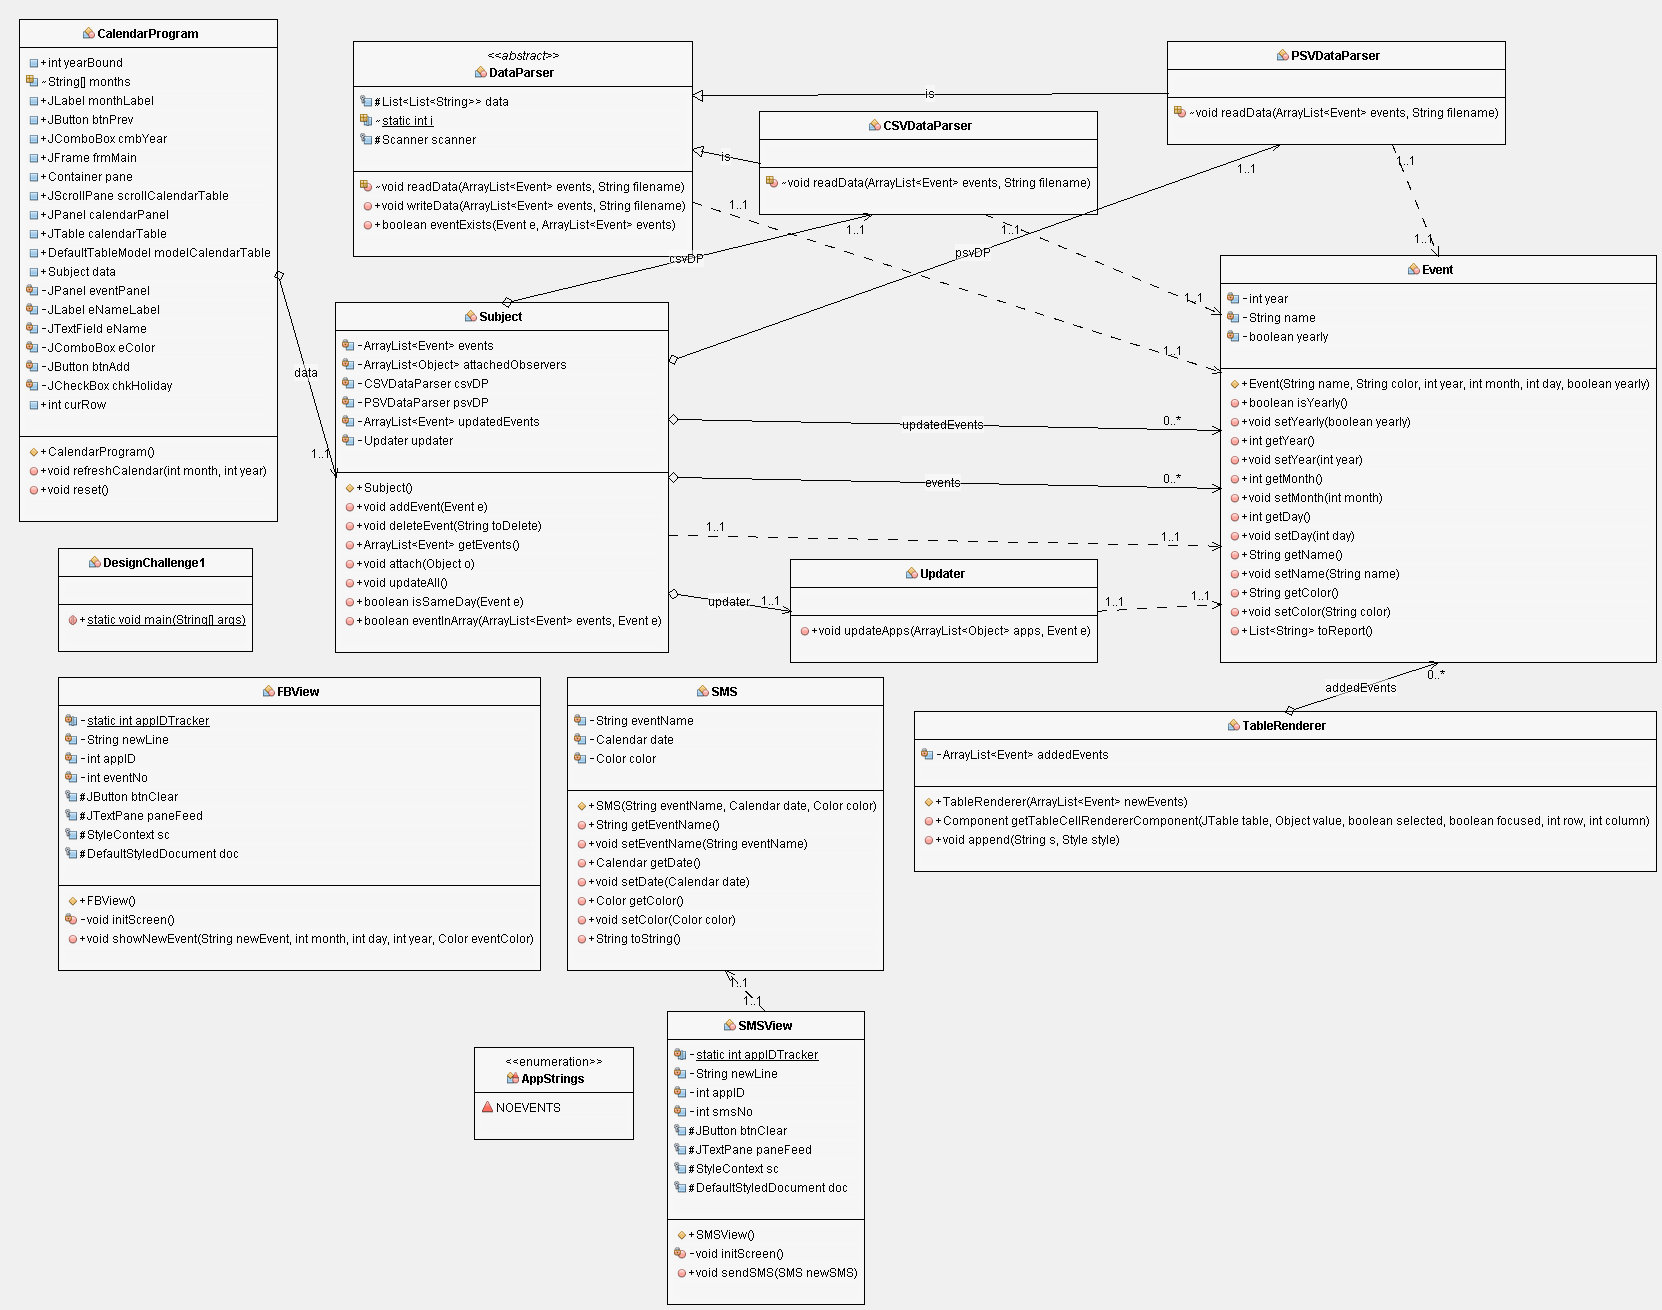 CalendarProgram
+int yearBound
~String[] months
+JLabel monthLabel
+JButton btnPrev
+JComboBox cmbYear
+JFrame frmMain
+Container pane
+JScrollPane scrollCalendarTable
+JPanel calendarPanel
+JTable calendarTable
+DefaultTableModel modelCalendarTable
+Subject data
-JPanel eventPanel
-JLabel eNameLabel
-JTextField eName
-JComboBox eColor
-JButton btnAdd
-JCheckBox chkHoliday
+int curRow
+CalendarProgram()
+void refreshCalendar(int month, int year)
+void reset()
<<abstract>>
DataParser
#List<List<String>> data
~static int i
#Scanner scanner
~void readData(ArrayList<Event> events, String filename)
+void writeData(ArrayList<Event> events, String filename)
+boolean eventExists(Event e, ArrayList<Event> events)
is
is
CSVDataParser
~void readData(ArrayList<Event> events, String filename)
PSVDataParser
~void readData(ArrayList<Event> events, String filename)
1..1
1..1
1..1
1..1
1..1
1..1
1..1
1..1
csvDP
psvDP
data
1..1
Subject
-ArrayList<Event> events
-ArrayList<Object> attachedObservers
-CSVDataParser csvDP
-PSVDataParser psvDP
-ArrayList<Event> updatedEvents
-Updater updater
+Subject()
+void addEvent(Event e)
+void deleteEvent(String toDelete)
+ArrayList<Event> getEvents()
+void attach(Object o)
+void updateAll()
+boolean isSameDay(Event e)
+boolean eventInArray(ArrayList<Event> events, Event e)
updatedEvents
0..*
events
0..*
1..1
1..1
updater
1..1
Updater
+void updateApps(ArrayList<Object> apps, Event e)
1..1
1..1
Event
-int year
-String name
-boolean yearly
+Event(String name, String color, int year, int month, int day, boolean yearly)
+boolean isYearly()
+void setYearly(boolean yearly)
+int getYear()
+void setYear(int year)
+int getMonth()
+void setMonth(int month)
+int getDay()
+void setDay(int day)
+String getName()
+void setName(String name)
+String getColor()
+void setColor(String color)
+List<String> toReport()
addedEvents
0..*
DesignChallenge1
+static void main(String[] args)
FBView
-static int appIDTracker
-String newLine
-int appID
-int eventNo
#JButton btnClear
#JTextPane paneFeed
#StyleContext sc
#DefaultStyledDocument doc
+FBView()
-void initScreen()
+void showNewEvent(String newEvent, int month, int day, int year, Color eventColor)
SMS
-String eventName
-Calendar date
-Color color
+SMS(String eventName, Calendar date, Color color)
+String getEventName()
+void setEventName(String eventName)
+Calendar getDate()
+void setDate(Calendar date)
+Color getColor()
+void setColor(Color color)
+String toString()
TableRenderer
-ArrayList<Event> addedEvents
+TableRenderer(ArrayList<Event> newEvents)
+Component getTableCellRendererComponent(JTable table, Object value, boolean selected, boolean focused, int row, int column)
+void append(String s, Style style)
1..1
1..1
<<enumeration>>
AppStrings
NOEVENTS
SMSView
-static int appIDTracker
-String newLine
-int appID
-int smsNo
#JButton btnClear
#JTextPane paneFeed
#StyleContext sc
#DefaultStyledDocument doc
+SMSView()
-void initScreen()
+void sendSMS(SMS newSMS)